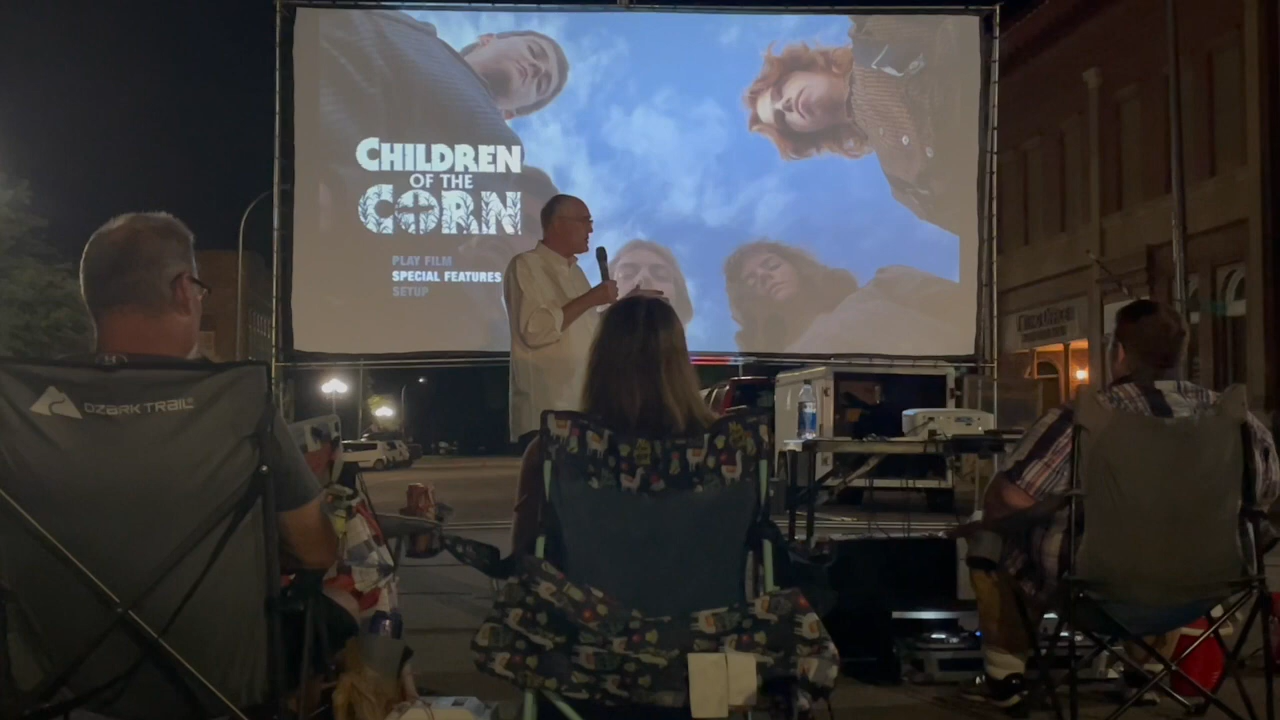 CHILDREN
OF THE
CORN
PLAY FILM
SPECIAL FEATURES
SETUP
OZARK TRAIL